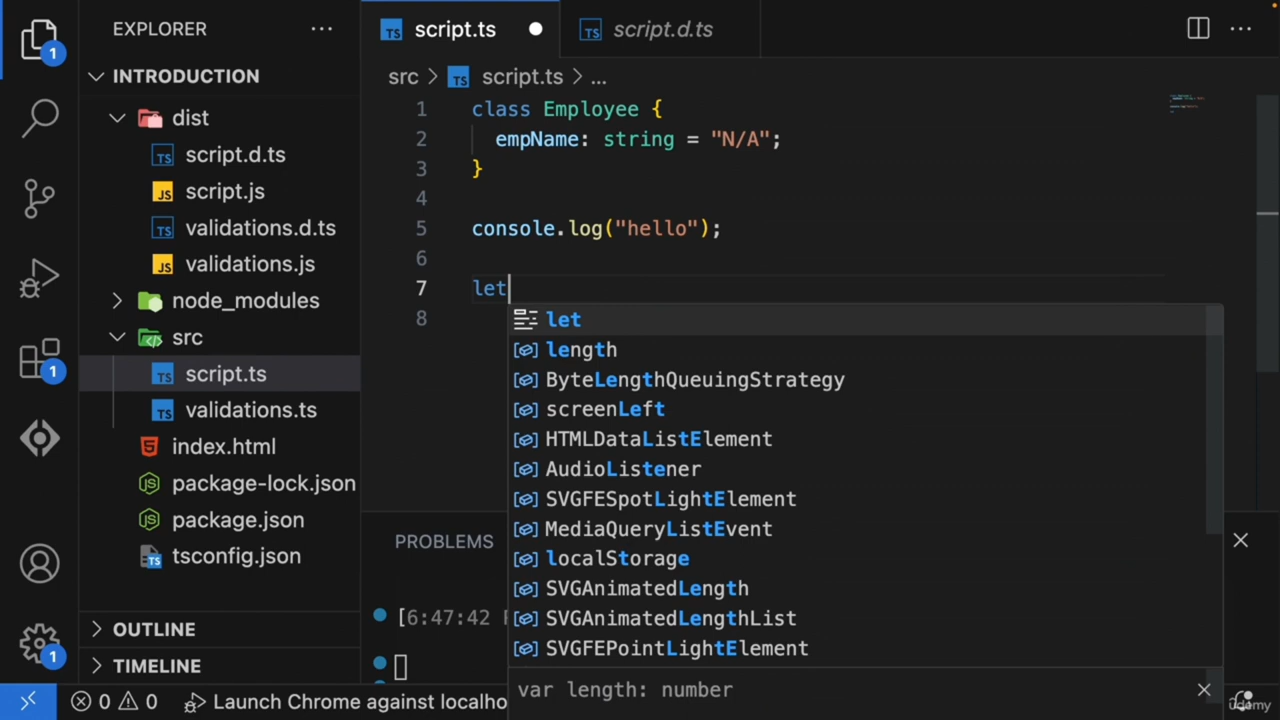 EXPLORER
INTRODUCTION
dist
script.d.ts
script.js
validations.d.ts
validations.js
node_modules
src
script.ts
validations.ts
index.html
package-lock.json
package.json
tsconfig.json
OUTLINE
TIMELINE
1
1
1
script.ts
script.d.ts
src > script.ts > ...
1 class Employee {
2 empName: string = "N/A";
3 }
4
5 console.log("hello");
6
7 let
8
let
length
ByteLengthQueuingStrategy
screenLeft
HTMLDataListElement
AudioListener
SVGFESpotLightElement
MediaQueryListEvent
localStorage
SVGAnimatedLength
SVGAnimatedLengthList
SVGFEPointLightElement
var length: number
PROBLEMS
[6:47:42
0 0 Launch Chrome against localho
udemy